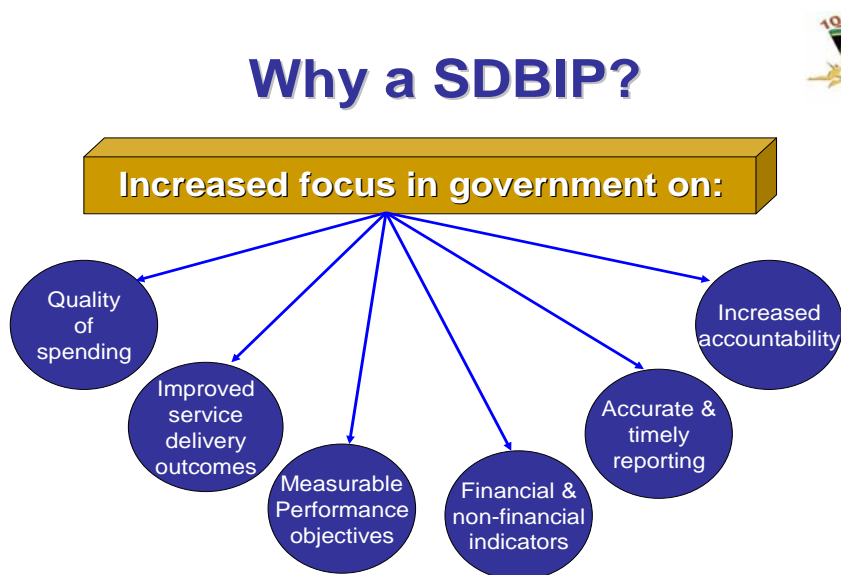 10
Why a SDBIP?
Increased focus in government on:
Quality
of
spending
Improved
service
delivery
outcomes
Measurable
Performance
objectives
Financial &
non-financial
indicators
Accurate &
timely
reporting
Increased
accountability